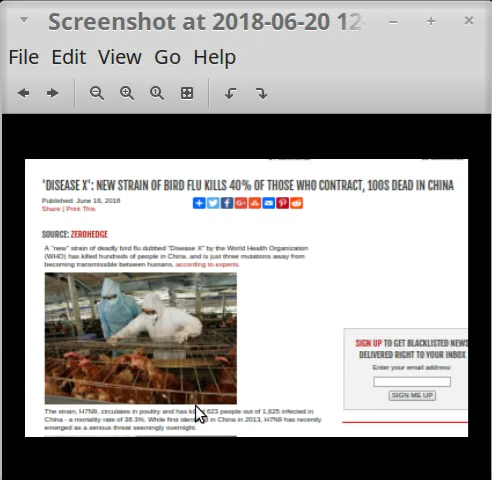 Screenshot at 2018-06-20 12
File Edit View Go Help
'DISEASE X': NEW STRAIN OF BIRD FLU KILLS 40% OF THOSE WHO CONTRACT, 100S DEAD IN CHINA
Published: June 16, 2018
Share | Print This
SOURCE: ZEROHEDGE
A "new" strain of deadly bird flu dubbed "Disease X" by the World Health Organization
(WHO) has killed hundreds of people in China, and is just three mutations away from
becoming transmissible between humans, according to experts.
SIGN UP TO GET BLACKLISTED NEWS
DELIVERED RIGHT TO YOUR INBOX
Enter your email address:
SIGN ME UP
The strain, H7N9, circulates in poultry and has 623 people out of 1,625 infected in
China - a mortality rate of 38.3%. While first in China in 2013, H7N9 has recently
emerged as a serious threat seemingly overnight.